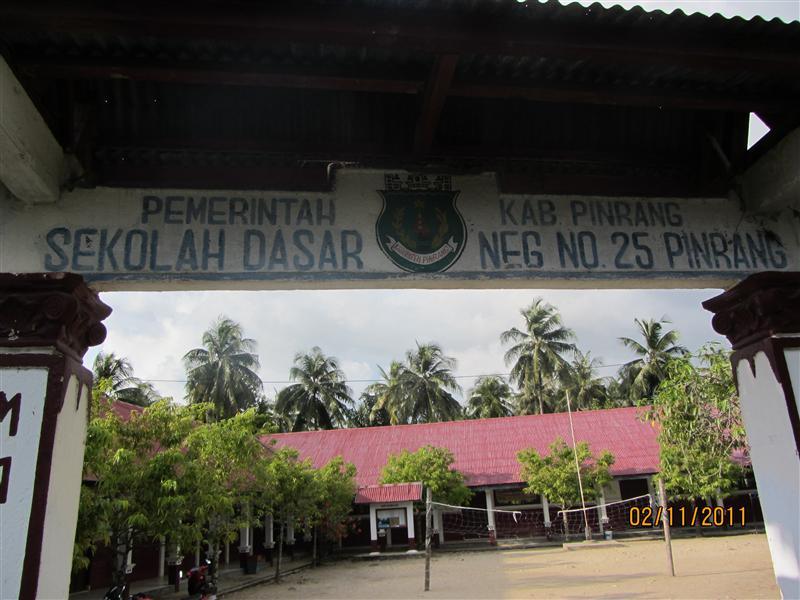 PEMERINTAH KAB. PINRANG
SEKOLAH DASAR NEG NO. 25 PINRANG
02/11/2011